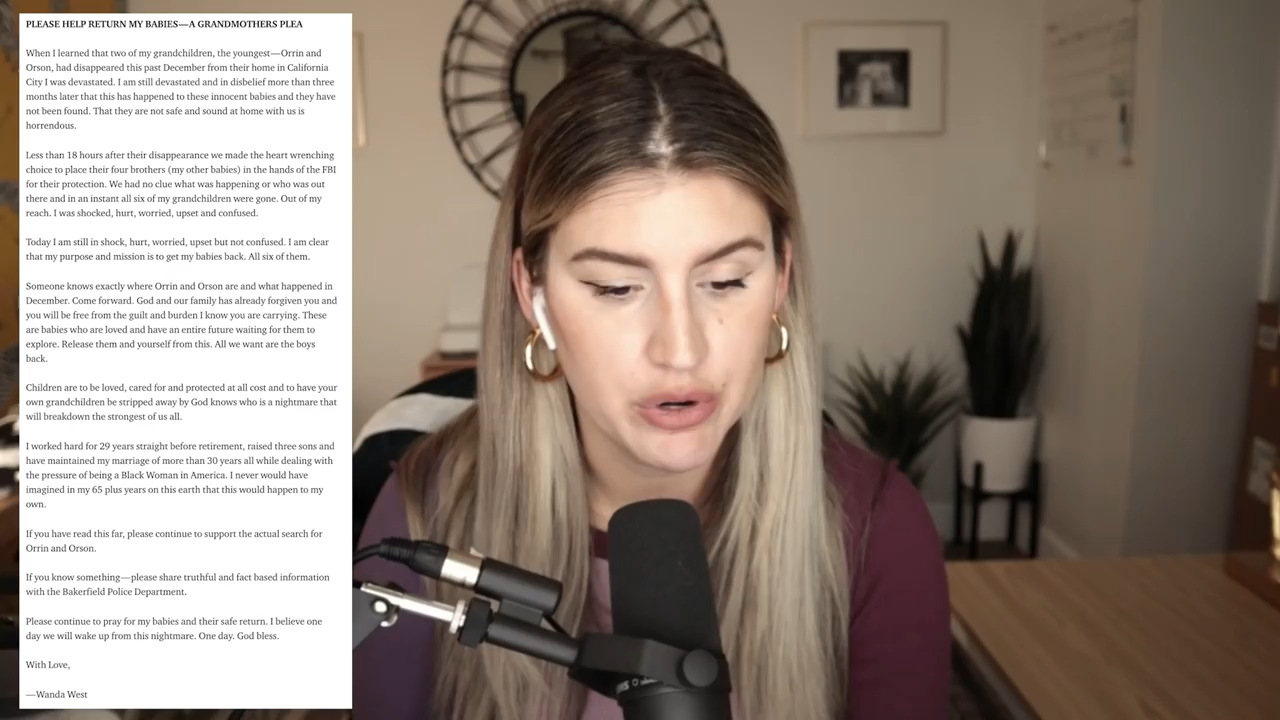 PLEASE HELP RETURN MY BABIES—A GRANDMOTHERS PLEA
When I learned that two of my grandchildren, the youngest—Orrin and
Orson, had disappeared this past December from their home in California
City I was devastated. I am still devastated and in disbelief more than three
months later that this has happened to these innocent babies and they have
not been found. That they are not safe and sound at home with us is
horrendous.
Less than 18 hours after their disappearance we made the heart wrenching
choice to place their four brothers (my other babies) in the hands of the FBI
for their protection. We had no clue what was happening or who was out
there and in an instant all six of my grandchildren were gone. Out of my
reach. I was shocked, hurt, worried, upset and confused.
Today I am still in shock, hurt, worried, upset but not confused. I am clear
that my purpose and mission is to get my babies back. All six of them.
Someone knows exactly where Orrin and Orson are and what happened in
December. Come forward. God and our family has already forgiven you and
you will be free from the guilt and burden I know you are carrying. These
are babies who are loved and have an entire future waiting for them to
explore. Release them and yourself from this. All we want are the boys
back.
Children are to be loved, cared for and protected at all cost and to have your
own grandchildren be stripped away by God knows who is a nightmare that
will breakdown the strongest of us all.
I worked hard for 29 years straight before retirement, raised three sons and
have maintained my marriage of more than 30 years all while dealing with
the pressure of being a Black Woman in America. I never would have
imagined in my 65 plus years on this earth that this would happen to my
own.
If you have read this far, please continue to support the actual search for
Orrin and Orson.
If you know something—please share truthful and fact based information
with the Bakerfield Police Department.
Please continue to pray for my babies and their safe return. I believe one
day we will wake up from this nightmare. One day. God bless.
With Love,
—Wanda West